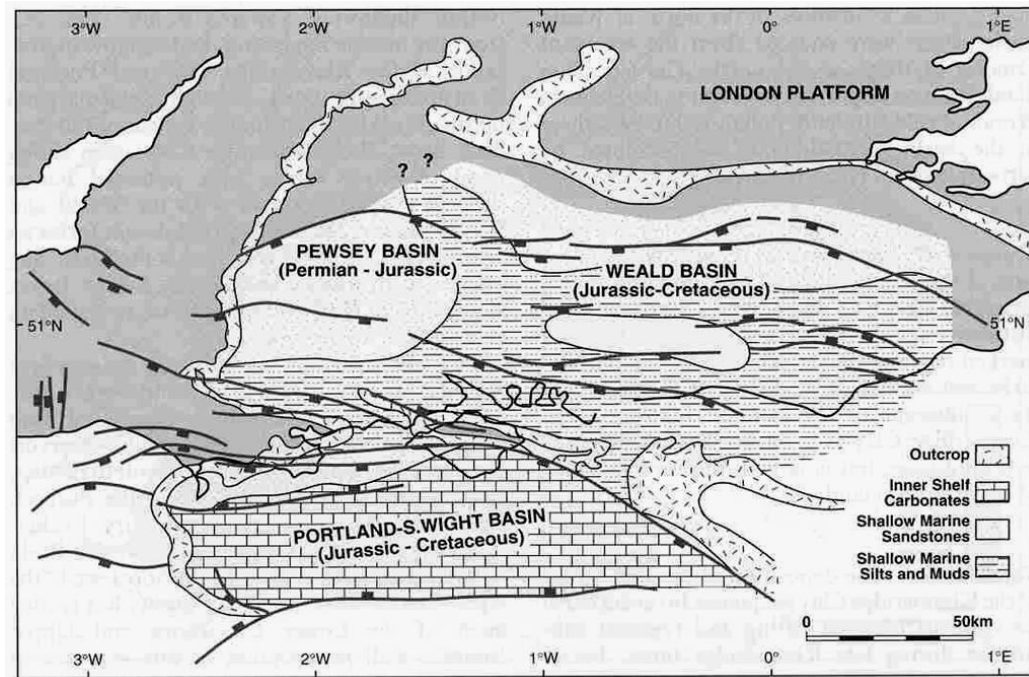 3°W 2°W 1°W 0° 1°E
LONDON PLATFORM
? ?
PEWSEY BASIN
(Permian - Jurassic)
WEALD BASIN
(Jurassic-Cretaceous)
51°N 51°N
Outcrop
Inner Shelf
Carbonates
Shallow Marine
Sandstones
Shallow Marine
Silts and Muds
PORTLAND-S.WIGHT BASIN
(Jurassic - Cretaceous)
0 50km
3°W 2°W 1°W 0° 1°E